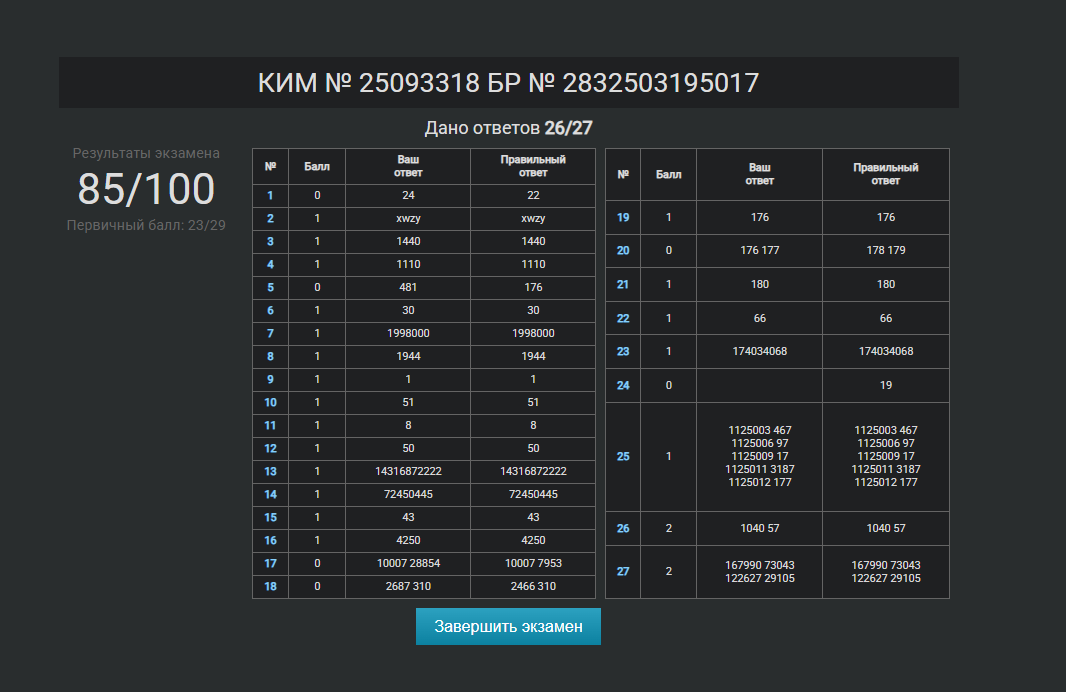 КИМ № 25093318 БР № 2832503195017
Дано ответов 26/27
Результаты экзамена
85/100
Первичный балл: 23/29
№ Балл Ваш ответ Правильный ответ
1 0 24 22
2 1 xwzy xwzy
3 1 1440 1440
4 1 1110 1110
5 0 481 176
6 1 30 30
7 1 1998000 1998000
8 1 1944 1944
9 1 1 1
10 1 51 51
11 1 8 8
12 1 50 50
13 1 14316872222 14316872222
14 1 72450445 72450445
15 1 43 43
16 1 4250 4250
17 0 10007 28854 10007 7953
18 0 2687 310 2466 310
№ Балл Ваш ответ Правильный ответ
19 1 176 176
20 0 176 177 178 179
21 1 180 180
22 1 66 66
23 1 174034068 174034068
24 0 19
25 1
1125003 467 1125003 467
1125006 97 1125006 97
1125009 17 1125009 17
1125011 3187 1125011 3187
1125012 177 1125012 177
26 2 1040 57 1040 57
27 2
167990 73043 167990 73043
122627 29105 122627 29105
Завершить экзамен